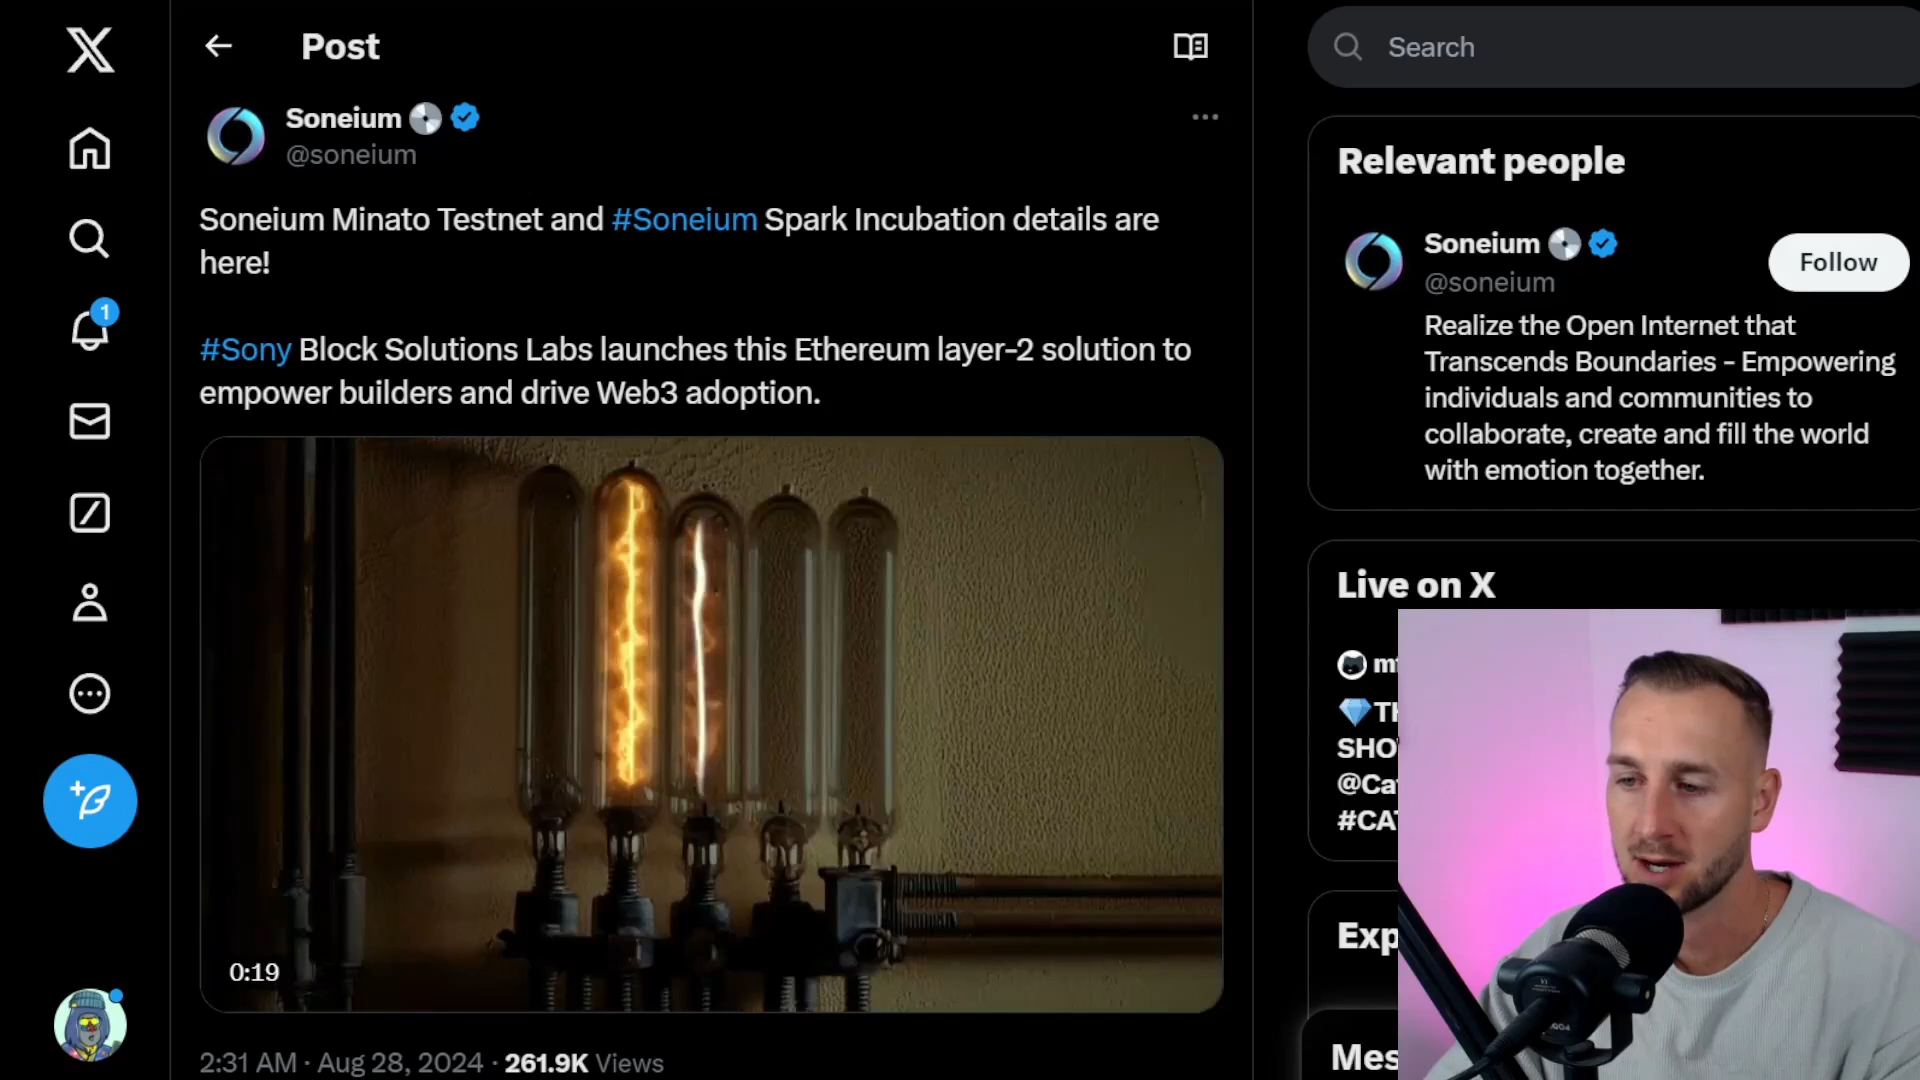 Post
Search
Soneium
@soneium
Soneium Minato Testnet and #Soneium Spark Incubation details are
here!
#Sony Block Solutions Labs launches this Ethereum layer-2 solution to
empower builders and drive Web3 adoption.
0:19
2:31 AM · Aug 28, 2024 · 261.9K Views
1
Relevant people
Soneium
@soneium
Follow
Realize the Open Internet that
Transcends Boundaries - Empowering
individuals and communities to
collaborate, create and fill the world
with emotion together.
Live on X
SHO
@Ca
#CA
Exp
Mes